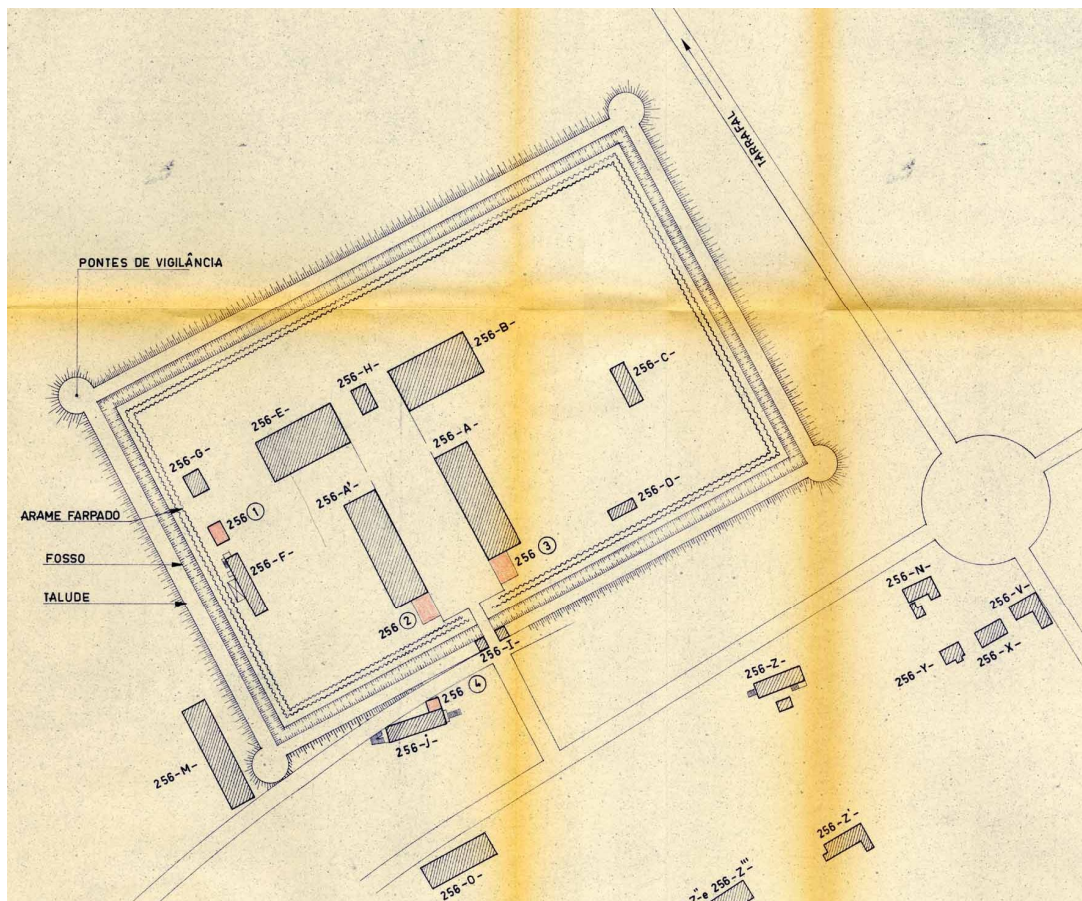 TARRAFAL
PONTES DE VIGILÂNCIA
256-B-
256-H-
256-C-
256-E-
256-A-
256-G-
256-A'-
256-O-
ARAME FARPADO
256 1
256 3
FOSSO
256-F-
TALUDE
256 2
256-I-
256-N-
256-V-
256-X-
256-Y-
256-Z-
256 4
256-j-
256-M-
256-Z'-
256-O-
Z"e 256-Z'''